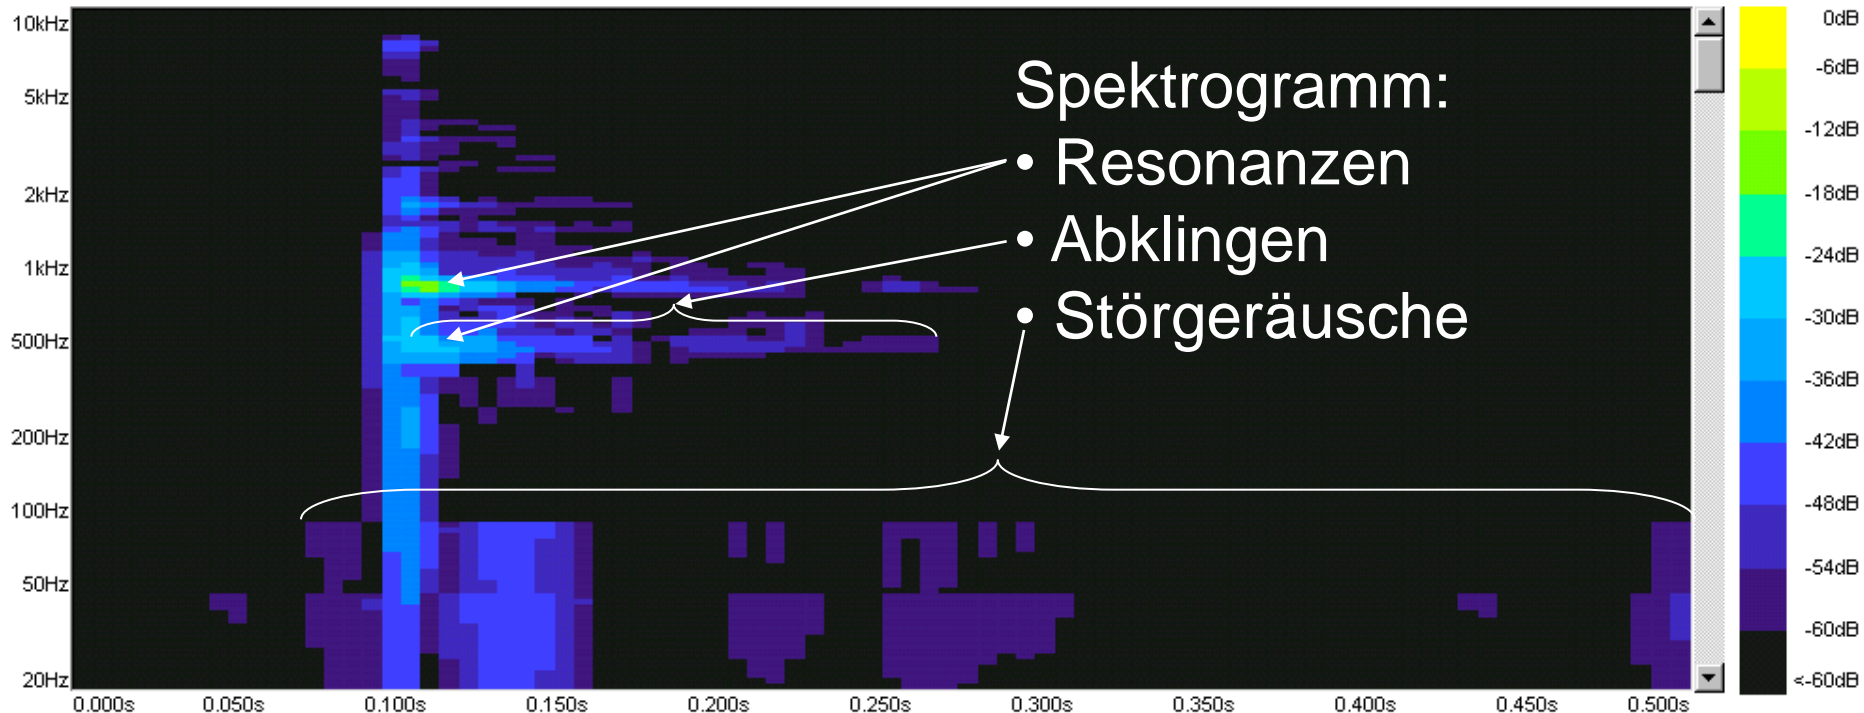 Spektrogramm:
• Resonanzen
• Abklingen
• Störgeräusche
10kHz
5kHz
2kHz
1kHz
500Hz
200Hz
100Hz
50Hz
20Hz
0.000s 0.050s 0.100s 0.150s 0.200s 0.250s 0.300s 0.350s 0.400s 0.450s 0.500s
0dB
-6dB
-12dB
-18dB
-24dB
-30dB
-36dB
-42dB
-48dB
-54dB
-60dB
<-60dB